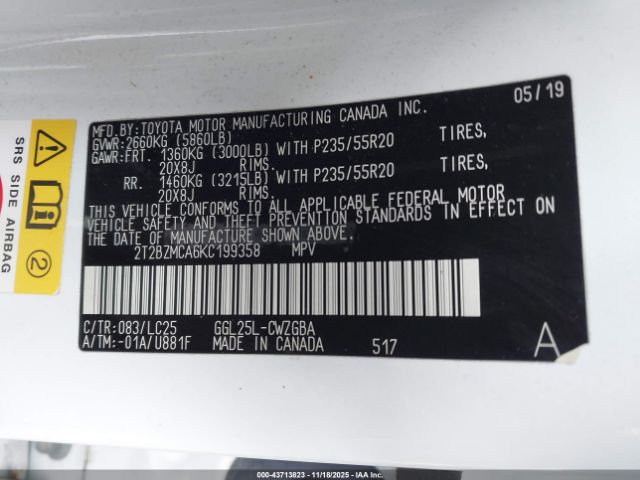 05/19
MFD.BY:TOYOTA MOTOR MANUFACTURING CANADA INC.
GVWR:2660KG (5860LB)
GAWR:FRT. 1360KG (3000LB) WITH P235/55R20 TIRES,
20X8J RIMS.
RR. 1460KG (3215LB) WITH P235/55R20 TIRES,
20X8J RIMS.
THIS VEHICLE CONFORMS TO ALL APPLICABLE FEDERAL MOTOR
VEHICLE SAFETY AND THEFT PREVENTION STANDARDS IN EFFECT ON
THE DATE OF MANUFACTURE SHOWN ABOVE.
2T2BZMCA6KC199358 MPV
C/TR:083/LC25 GGL25L-CWZGBA
A/TM:-01A/U881F MADE IN CANADA 517 A
SRS SIDE AIRBAG
2
000-43713823 - 11/18/2025 - IAAI.COM